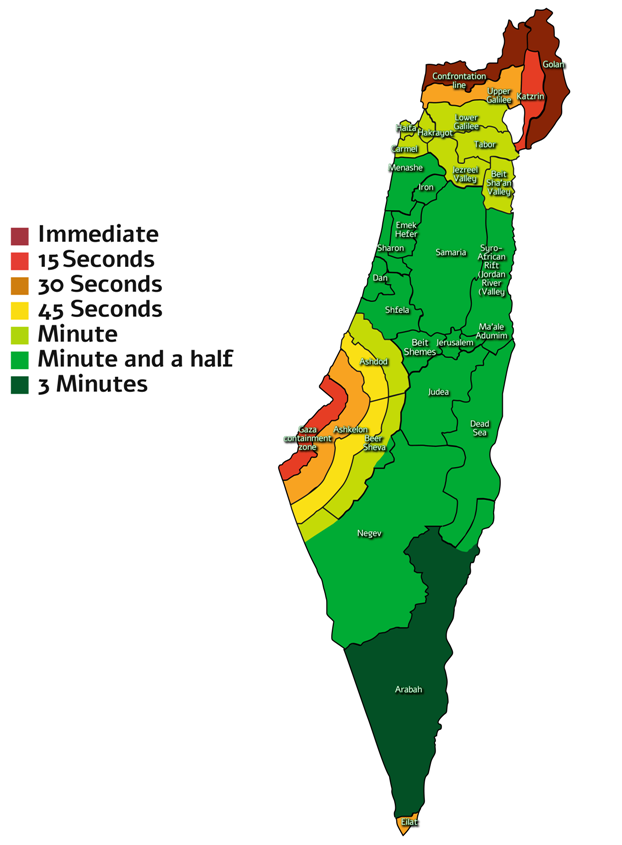 Immediate
15 Seconds
30 Seconds
45 Seconds
Minute
Minute and a half
3 Minutes
Golan
Confrontation
line
Upper
Galilee
Katzrin
Lower
Galilee
Haifa
Hakrayot
Tabor
Carmel
Menashe
Jezreel
Valley
Beit
Sha'an
Valley
Iron
Emek
Hefer
Sharon
Samaria
Syro-
African
Rift
(Jordan
River
(Valley
Dan
Shfela
Ma'ale
Adumim
Beit
Shemes
Jerusalem
Ashdod
Judea
Dead
Sea
Gaza
containment
zone
Ashkelon
Beer
Sheva
Negev
Arabah
Eilat